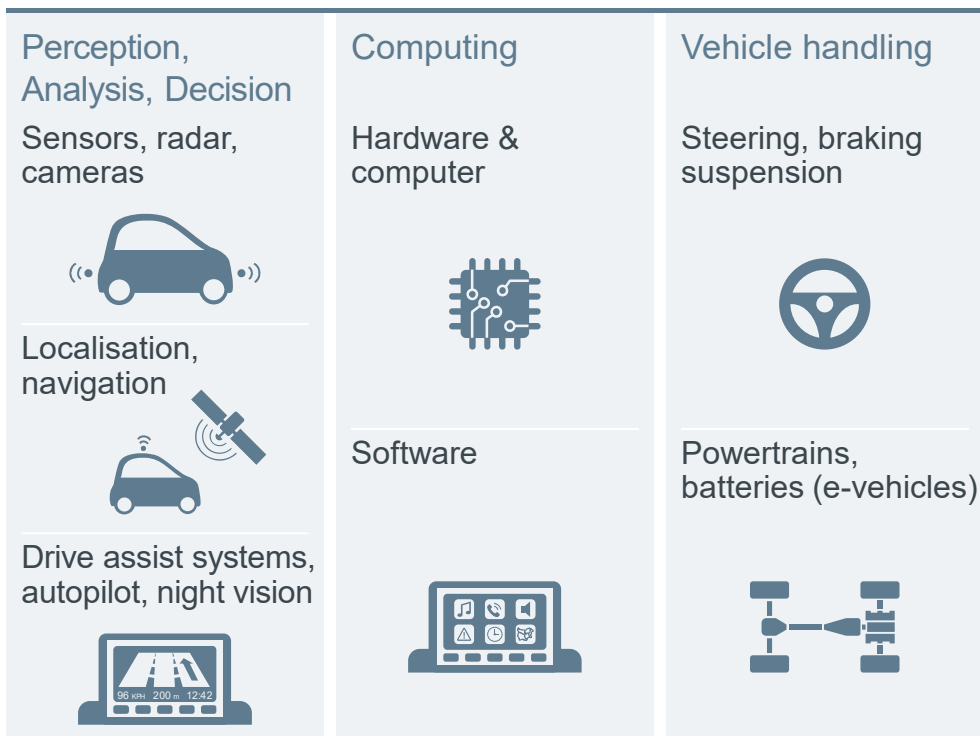 Perception,
Analysis, Decision
Sensors, radar,
cameras
Localisation,
navigation
Drive assist systems,
autopilot, night vision
96 KPH 200 m 12:42
Computing
Hardware &
computer
Software
Vehicle handling
Steering, braking
suspension
Powertrains,
batteries (e-vehicles)